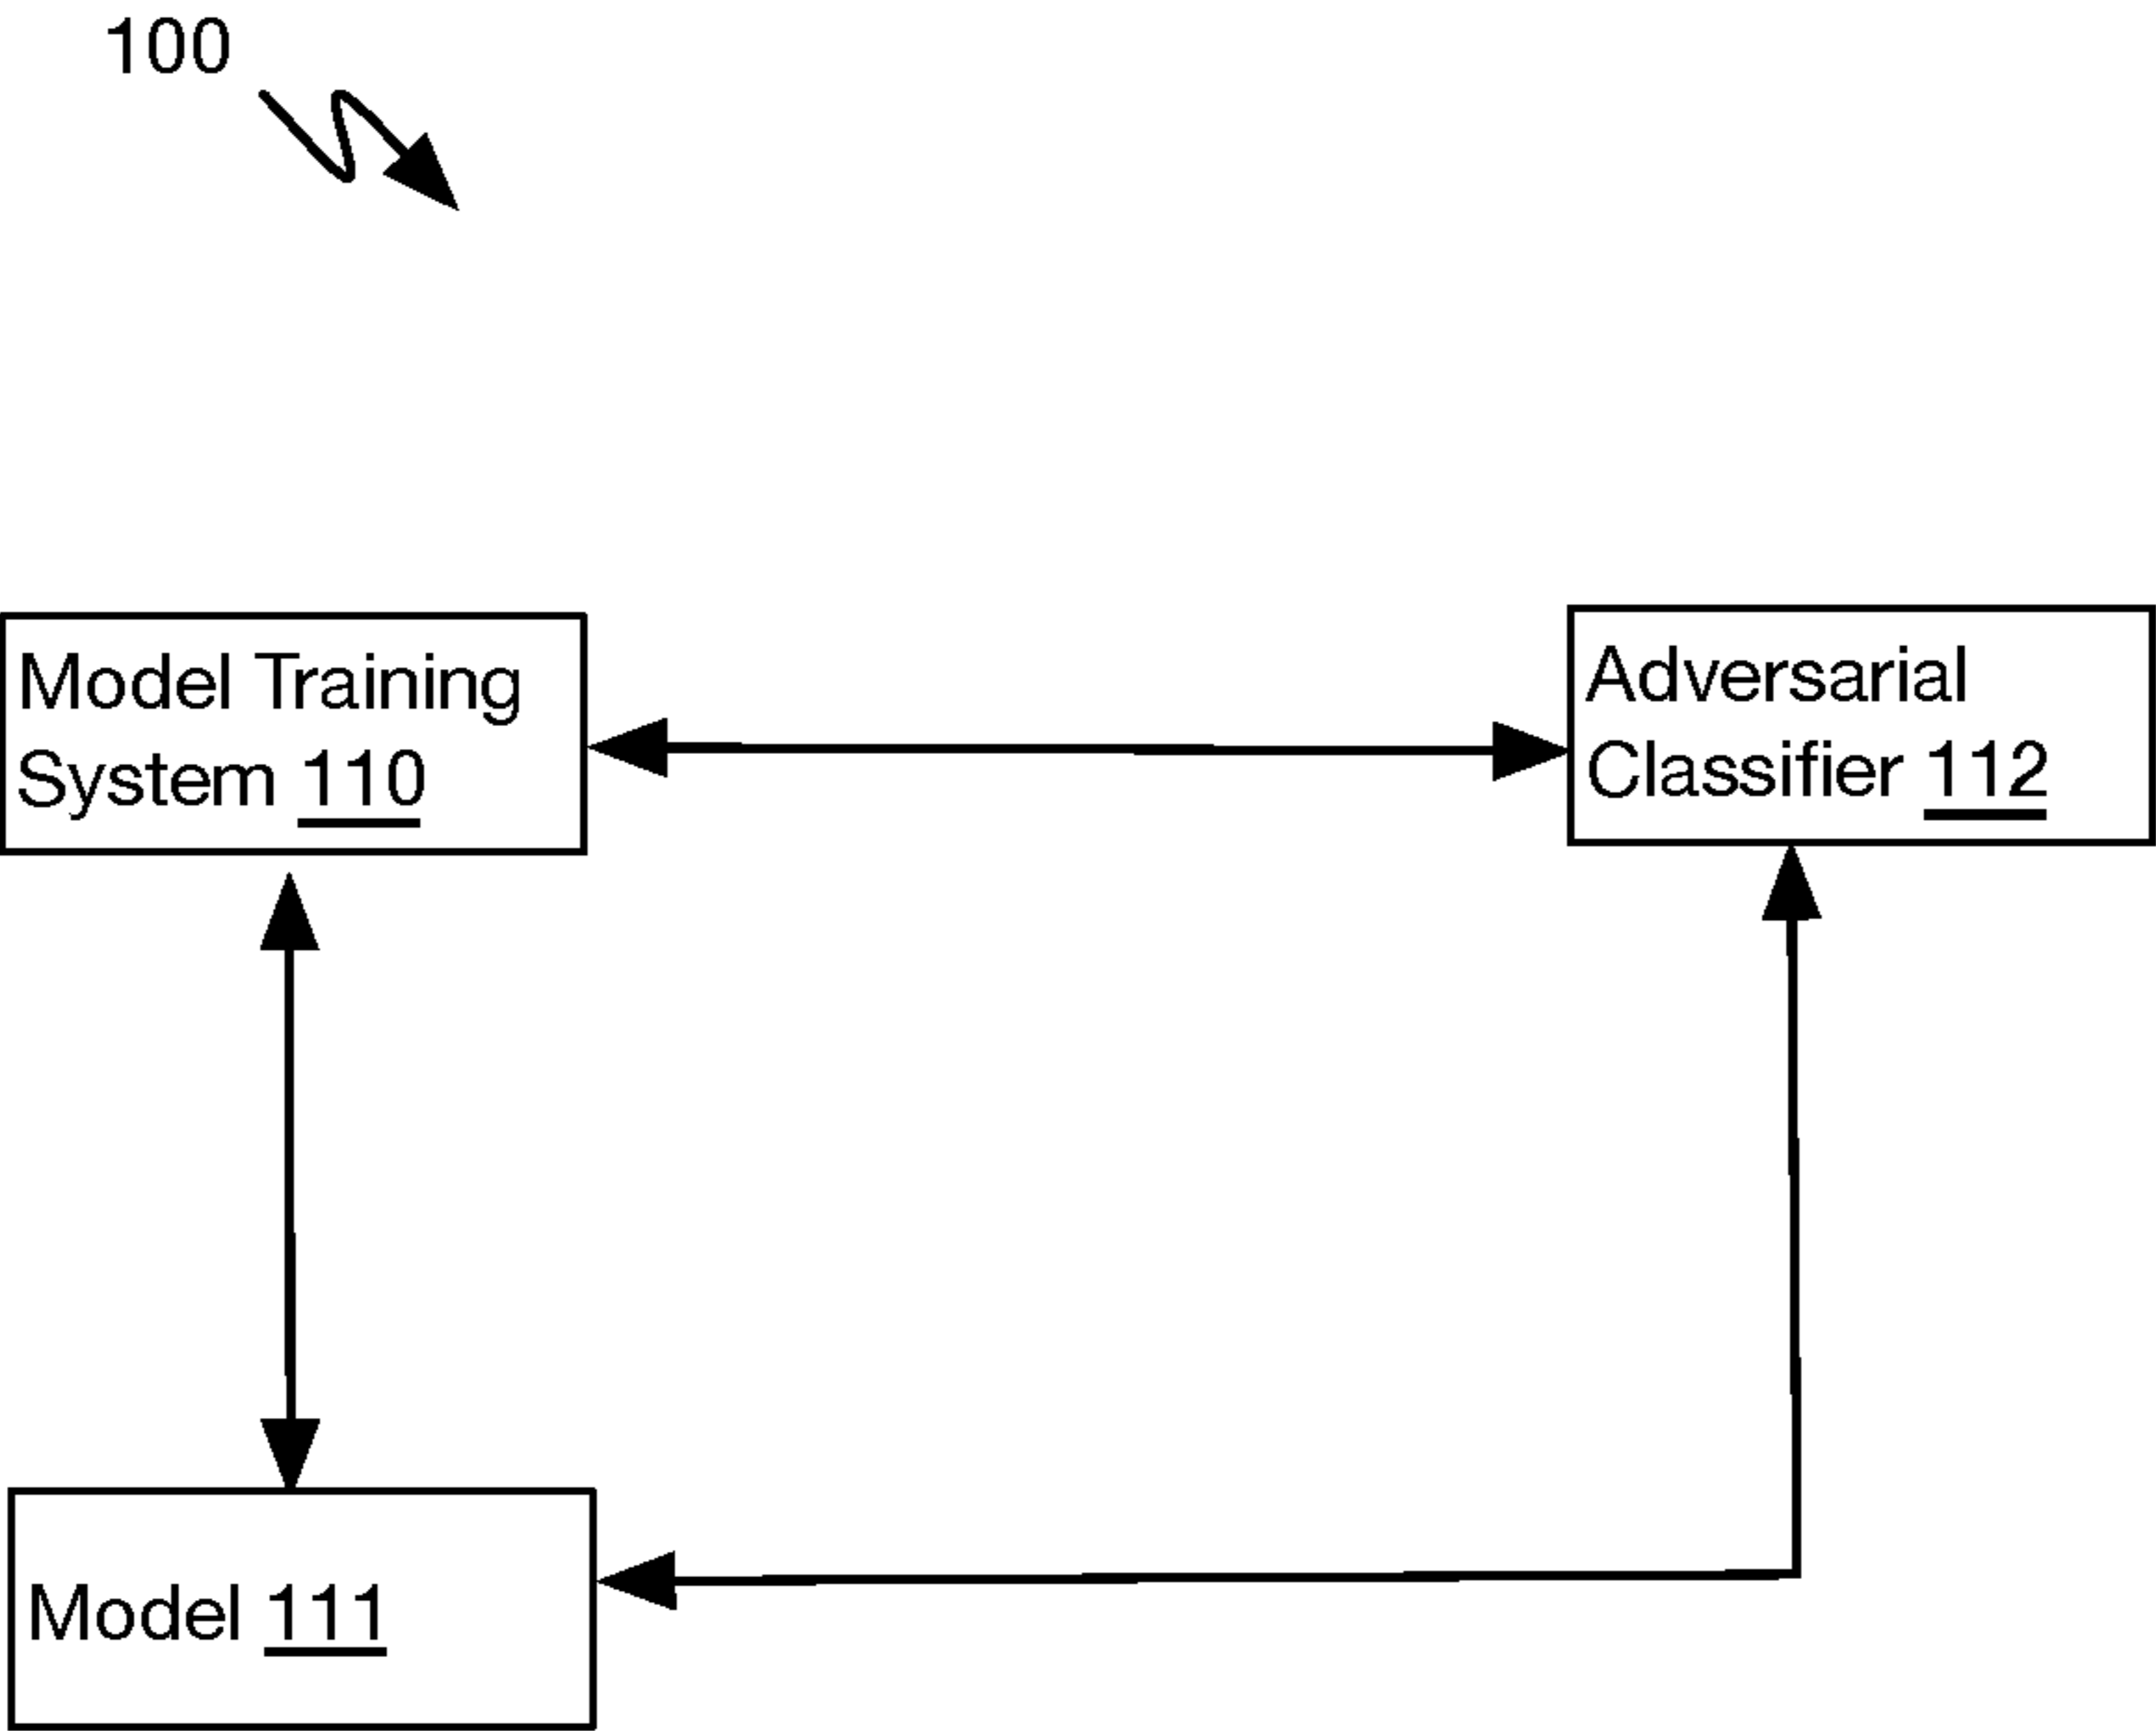 100
Model Training
System 110
Adversarial
Classifier 112
Model 111